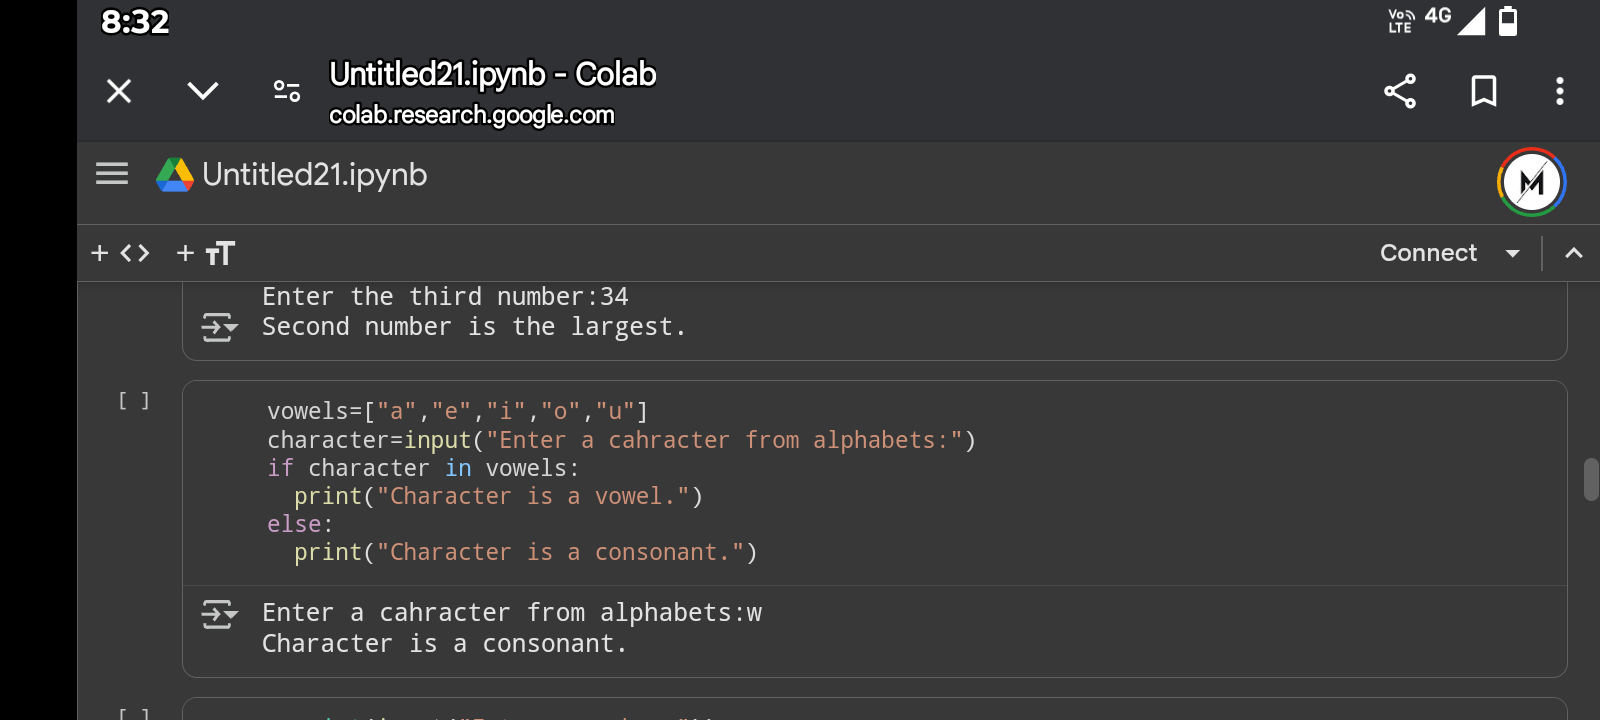 8:32
Vo LTE 4G
Untitled21.ipynb - Colab
colab.research.google.com
Untitled21.ipynb
M
+ <> + TT
Connect
Enter the third number:34
Second number is the largest.
[ ]
vowels=["a","e","i","o","u"]
character=input("Enter a cahracter from alphabets:")
if character in vowels:
  print("Character is a vowel.")
else:
  print("Character is a consonant.")
Enter a cahracter from alphabets:w
Character is a consonant.
[ ]